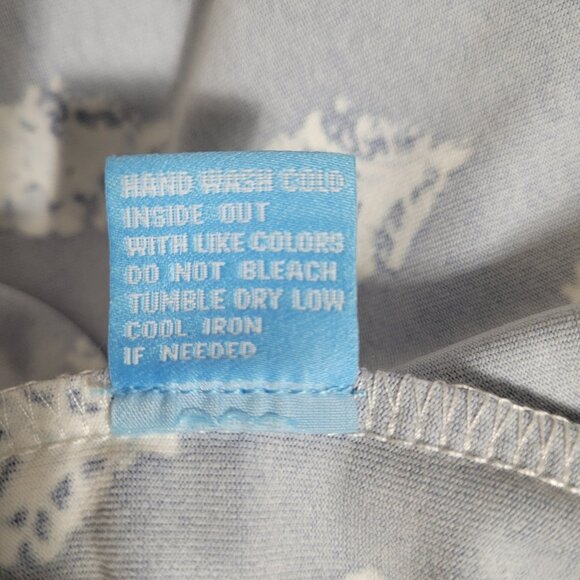 HAND WASH COLD
INSIDE OUT
WITH LIKE COLORS
DO NOT BLEACH
TUMBLE DRY LOW
COOL IRON
IF NEEDED